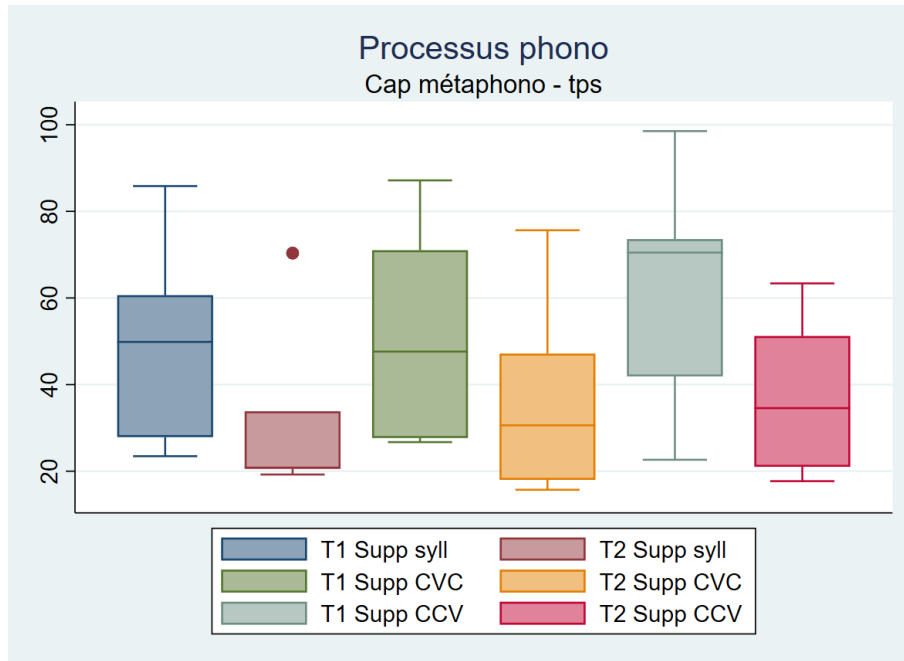 Processus phono
Cap métaphono - tps
100
80
60
40
20
T1 Supp syll
T2 Supp syll
T1 Supp CVC
T2 Supp CVC
T1 Supp CCV
T2 Supp CCV